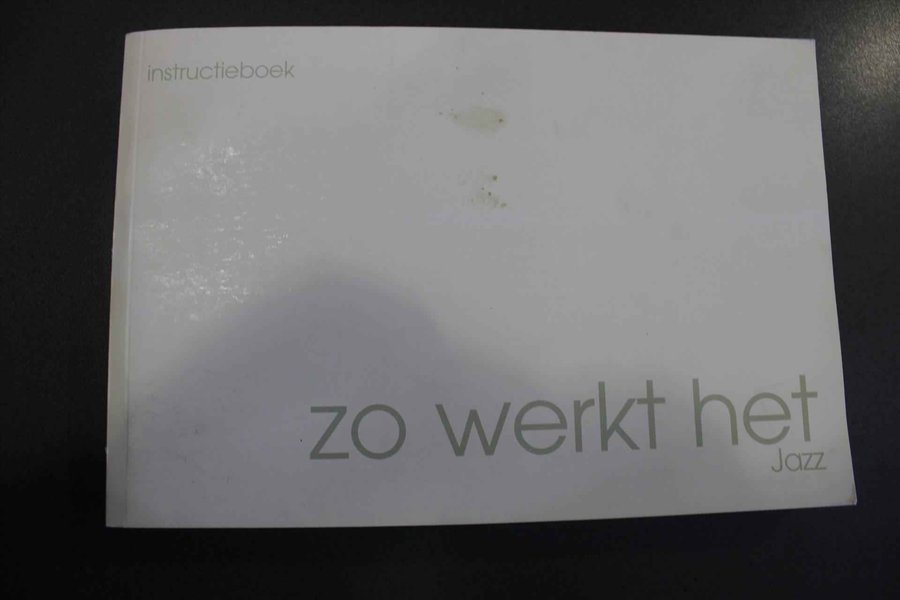 instructieboek
zo werkt het
Jazz